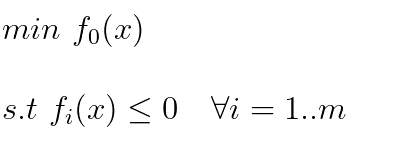 min f₀(x)
s.t fᵢ(x) ≤ 0 ∀i = 1..m